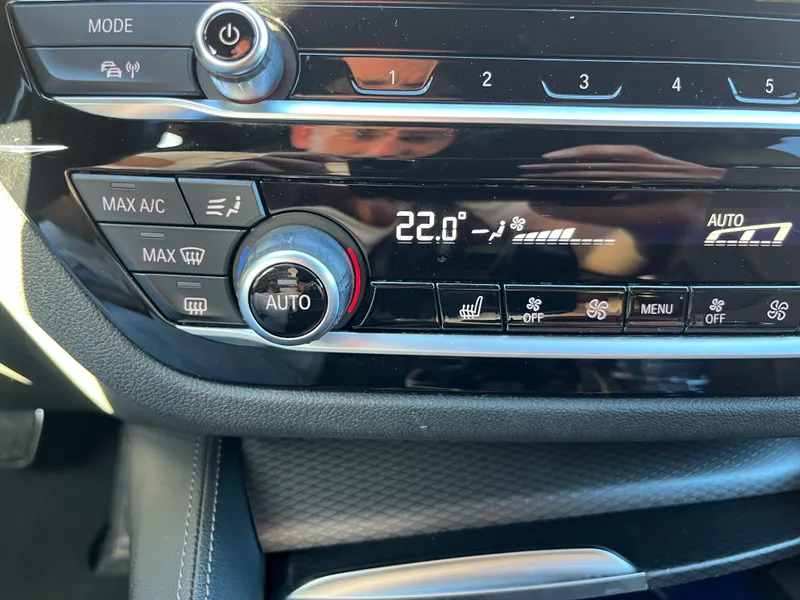 MODE
1 2 3 4 5
MAX A/C
22.0°
AUTO
MAX
AUTO
OFF
MENU
OFF